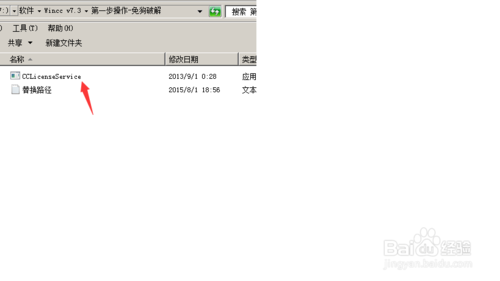 :) ▾ 软件 ▾ Wincc v7.3 ▾ 第一步操作-免狗破解 搜索 第
) 工具(T) 帮助(H)
共享 ▾ 新建文件夹
名称 修改日期 类型
CCLicenseService 2013/9/1 0:28 应用
替换路径 2015/8/1 18:56 文本
Baidu 经验
jingyan.baidu.com